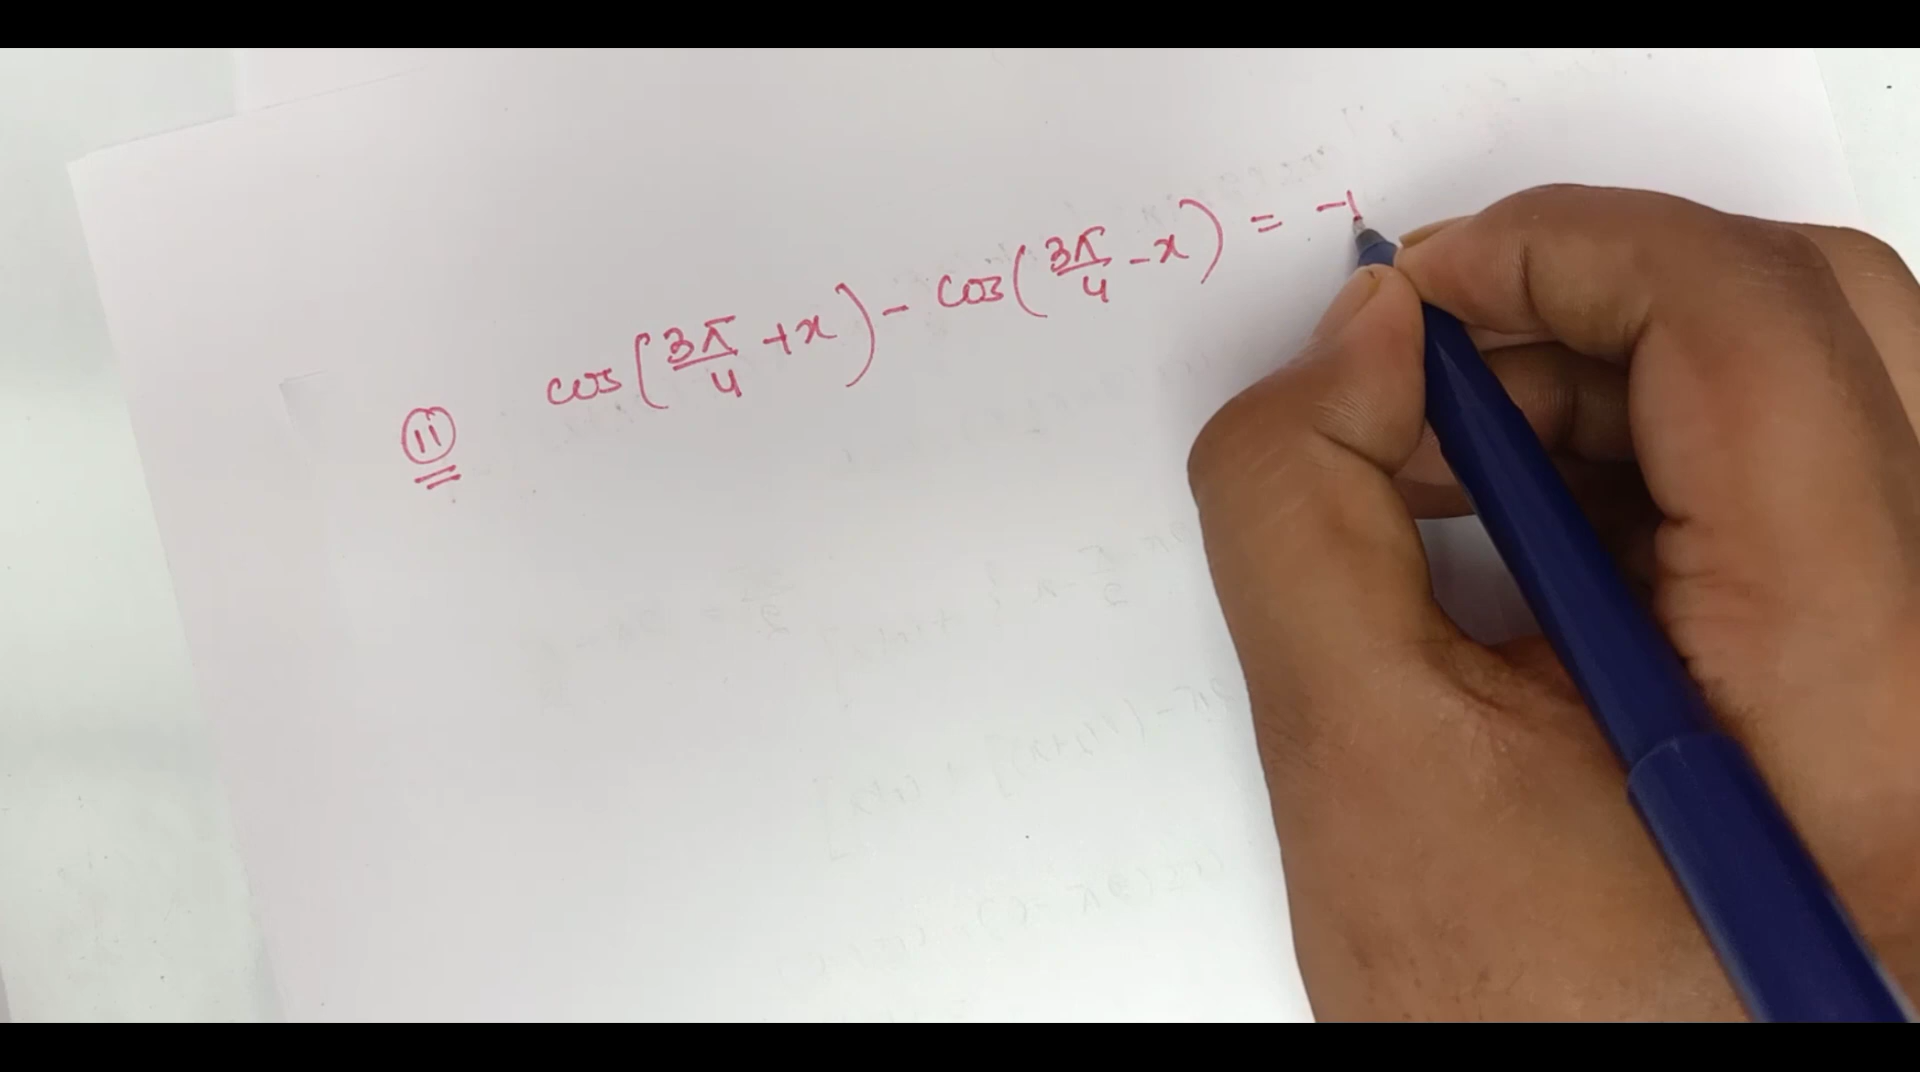 (ii) cos(3π/4 + x) - cos(3π/4 - x) = -